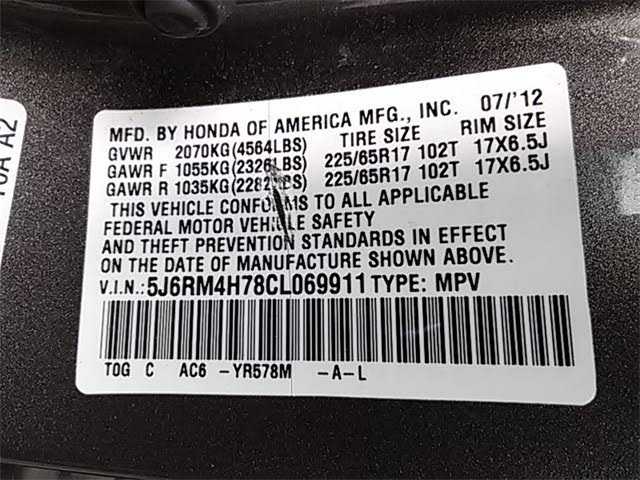 MFD. BY HONDA OF AMERICA MFG., INC. 07/'12
GVWR 2070KG(4564LBS) TIRE SIZE RIM SIZE
GAWR F 1055KG(2326LBS) 225/65R17 102T 17X6.5J
GAWR R 1035KG(2282LBS) 225/65R17 102T 17X6.5J
THIS VEHICLE CONFORMS TO ALL APPLICABLE
FEDERAL MOTOR VEHICLE SAFETY
AND THEFT PREVENTION STANDARDS IN EFFECT
ON THE DATE OF MANUFACTURE SHOWN ABOVE.
V.I.N.:5J6RM4H78CL069911 TYPE: MPV
TOG C AC6 -YR578M -A-L
A2